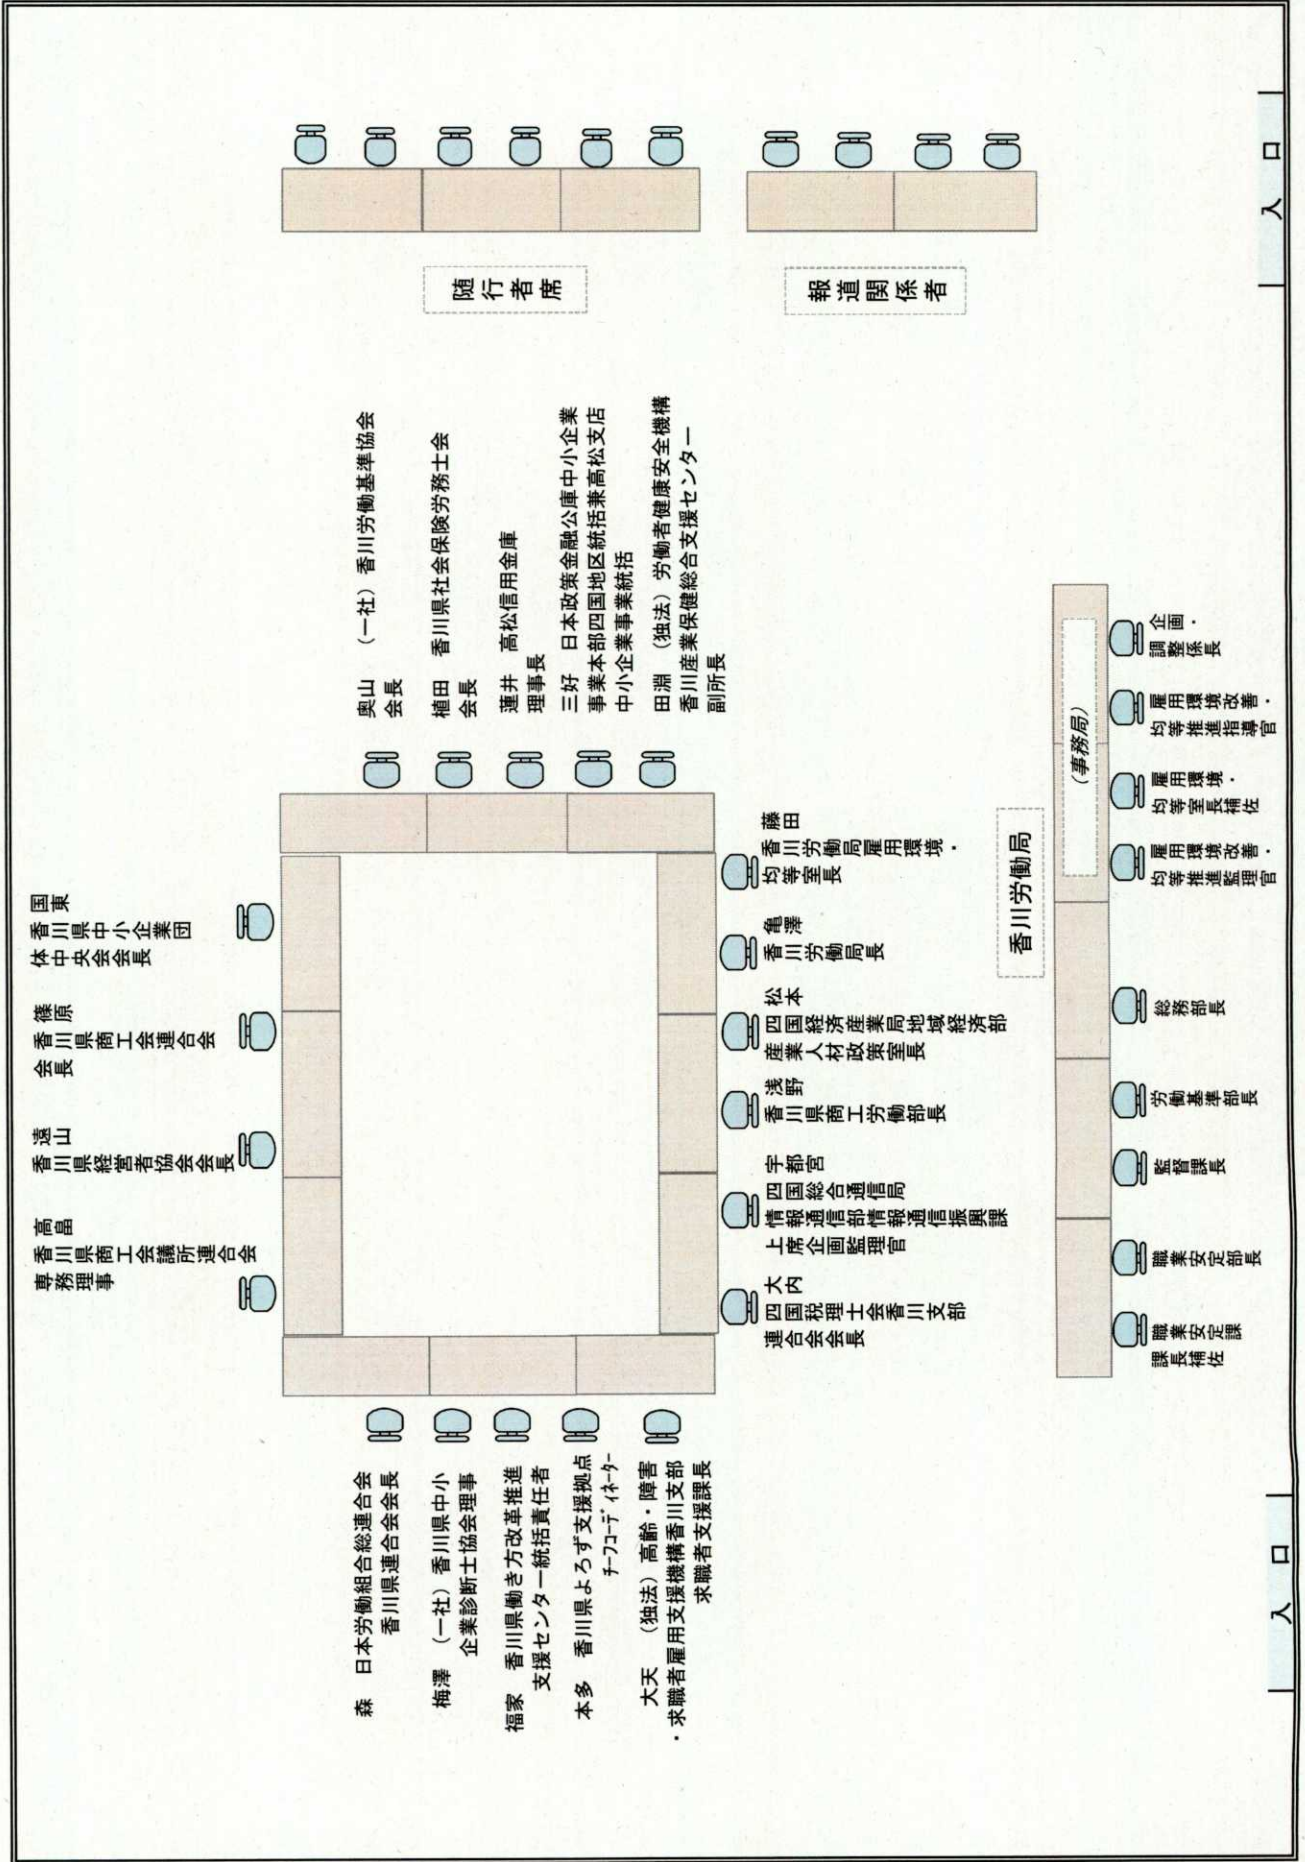 国東
香川県中小企業団
体中央会会長
篠原
香川県商工会連合会
会長
遠山
香川県経営者協会会長
高畠
香川県商工会議所連合会
専務理事
奥山　（一社）香川労働基準協会
会長
植田　香川県社会保険労務士会
会長
蓮井　高松信用金庫
理事長
三好　日本政策金融公庫中小企業
事業本部四国地区統括兼高松支店
中小企業事業統括
田淵　（独法）労働者健康安全機構
香川産業保健総合支援センター
副所長
森　日本労働組合総連合会
香川県連合会会長
梅澤　（一社）香川県中小
企業診断士協会理事
福家　香川県働き方改革推進
支援センター統括責任者
本多　香川県よろず支援拠点
ﾁｰﾌｺｰﾃﾞｨﾈｰﾀｰ
大天　（独法）高齢・障害
・求職者雇用支援機構香川支部
求職者支援課長
藤田
香川労働局雇用環境・
均等室長
亀澤
香川労働局長
松本
四国経済産業局地域経済部
産業人材政策室長
浅野
香川県商工労働部長
宇都宮
四国総合通信局
情報通信部情報通信振興課
上席企画監理官
大内
四国税理士会香川支部
連合会会長
随行者席
報道関係者
香川労働局
（事務局）
企画・
調整係長
雇用環境改善・
均等推進指導官
雇用環境・
均等室長補佐
雇用環境改善・
均等推進監理官
総務部長
労働基準部長
監督課長
職業安定部長
職業安定課
課長補佐
入　口
入　口